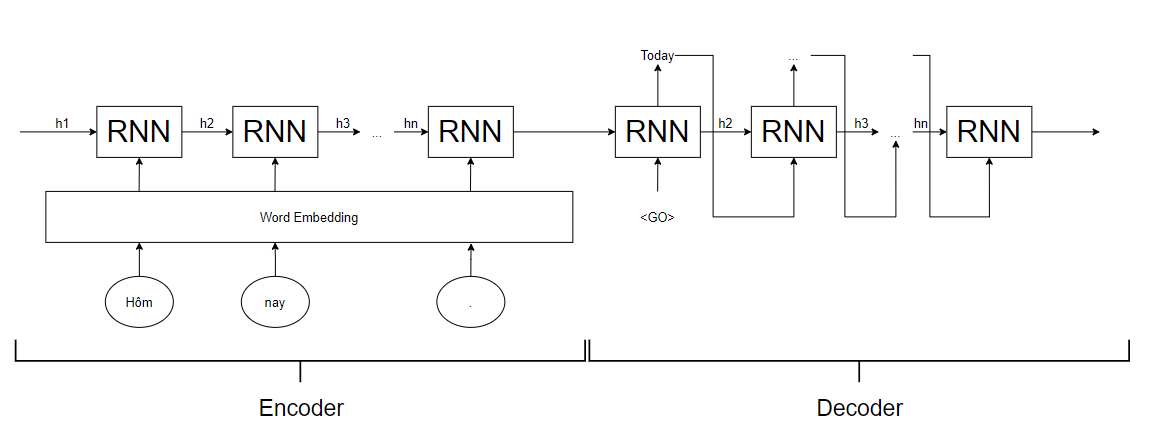 Today
...
h1
RNN
h2
RNN
h3
...
hn
RNN
RNN
h2
RNN
h3
...
hn
RNN
Word Embedding
<GO>
Hôm
nay
.
Encoder
Decoder